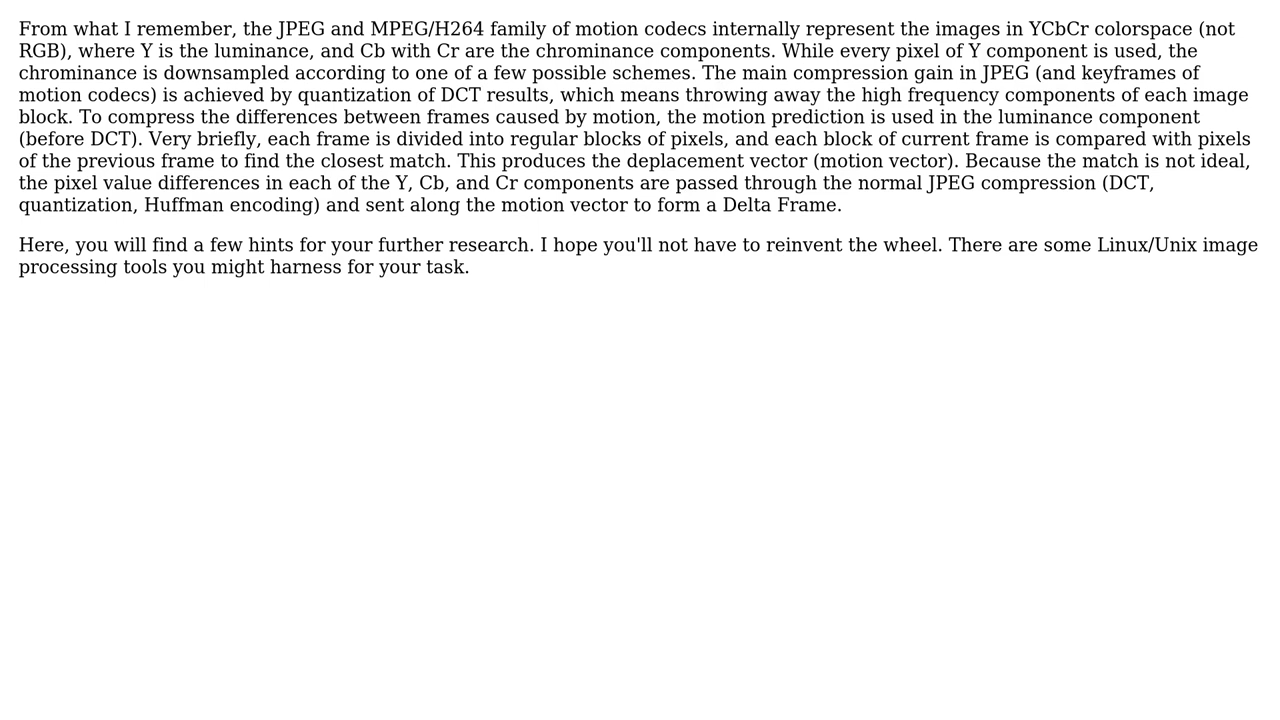 From what I remember, the JPEG and MPEG/H264 family of motion codecs internally represent the images in YCbCr colorspace (not
RGB), where Y is the luminance, and Cb with Cr are the chrominance components. While every pixel of Y component is used, the
chrominance is downsampled according to one of a few possible schemes. The main compression gain in JPEG (and keyframes of
motion codecs) is achieved by quantization of DCT results, which means throwing away the high frequency components of each image
block. To compress the differences between frames caused by motion, the motion prediction is used in the luminance component
(before DCT). Very briefly, each frame is divided into regular blocks of pixels, and each block of current frame is compared with pixels
of the previous frame to find the closest match. This produces the deplacement vector (motion vector). Because the match is not ideal,
the pixel value differences in each of the Y, Cb, and Cr components are passed through the normal JPEG compression (DCT,
quantization, Huffman encoding) and sent along the motion vector to form a Delta Frame.
Here, you will find a few hints for your further research. I hope you'll not have to reinvent the wheel. There are some Linux/Unix image
processing tools you might harness for your task.